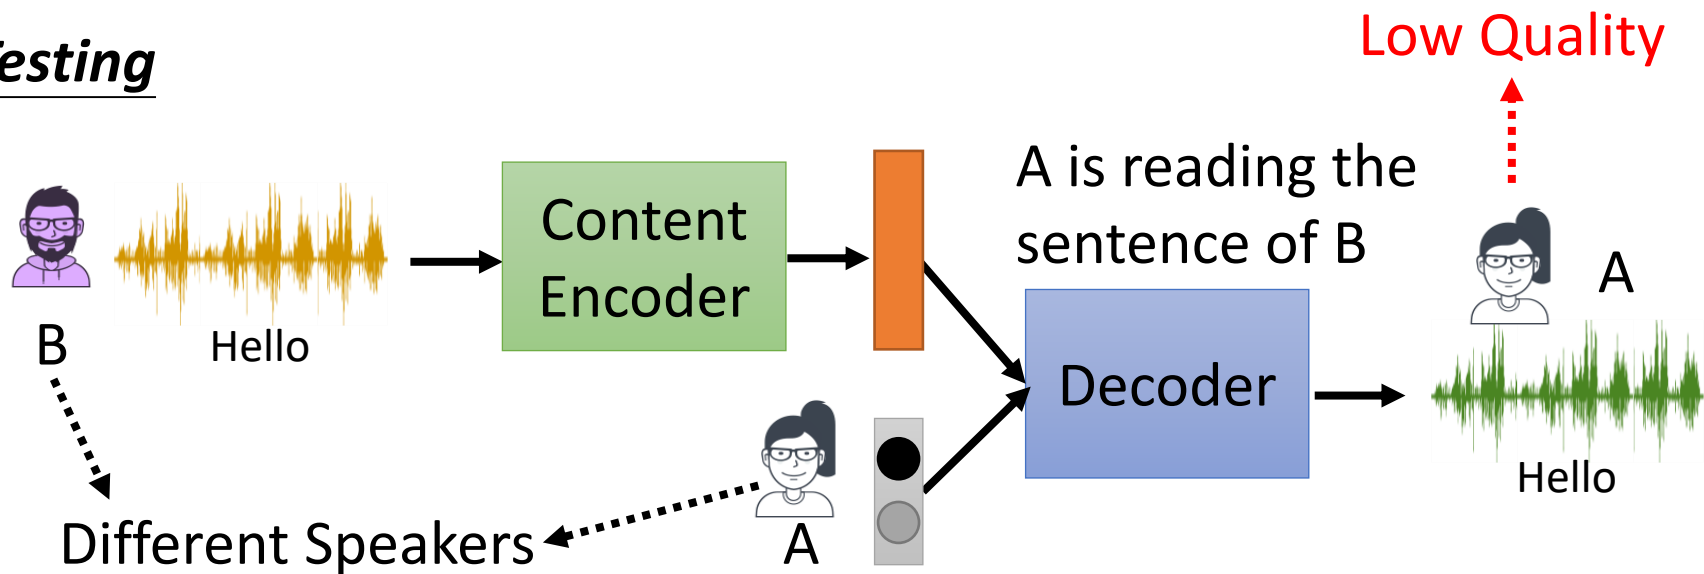 esting
Low Quality
A is reading the
sentence of B
Content
Encoder
A
B
Hello
Decoder
Hello
Different Speakers
A